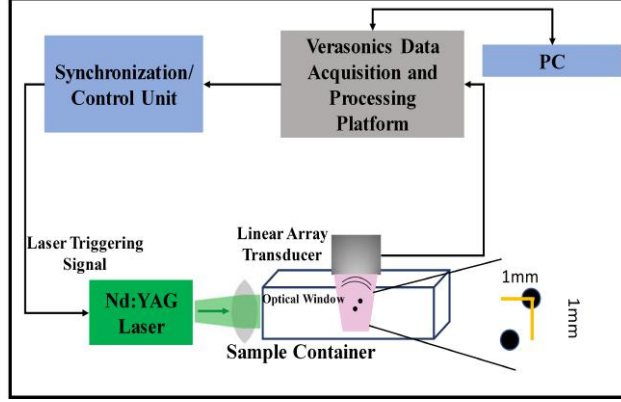 Synchronization/
Control Unit
Verasonics Data
Acquisition and
Processing
Platform
PC
Laser Triggering
Signal
Linear Array
Transducer
Nd:YAG
Laser
Optical Window
Sample Container
1mm
1mm